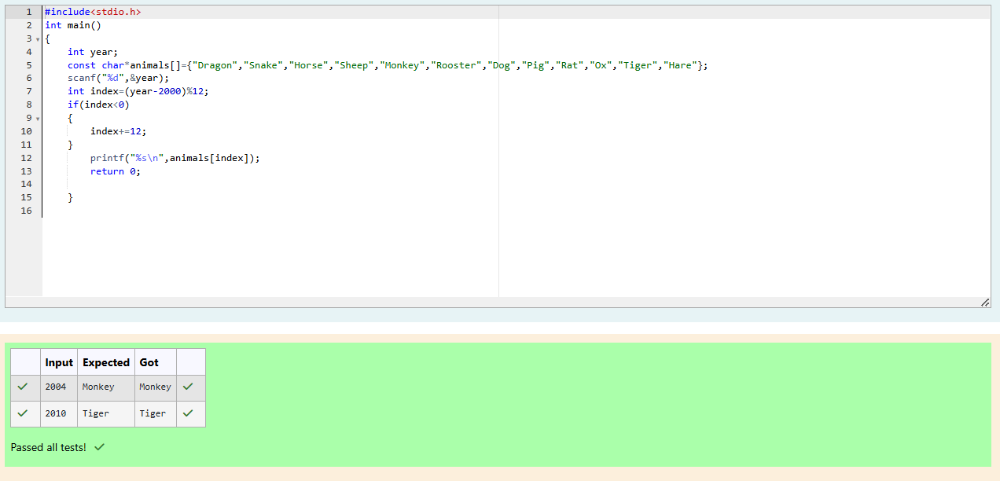 1 #include<stdio.h>
2 int main()
3 {
4     int year;
5     const char*animals[]={"Dragon","Snake","Horse","Sheep","Monkey","Rooster","Dog","Pig","Rat","Ox","Tiger","Hare"};
6     scanf("%d",&year);
7     int index=(year-2000)%12;
8     if(index<0)
9     {
10         index+=12;
11     }
12         printf("%s\n",animals[index]);
13         return 0;
14
15     }
16
Input Expected Got
2004 Monkey Monkey
2010 Tiger Tiger
Passed all tests!